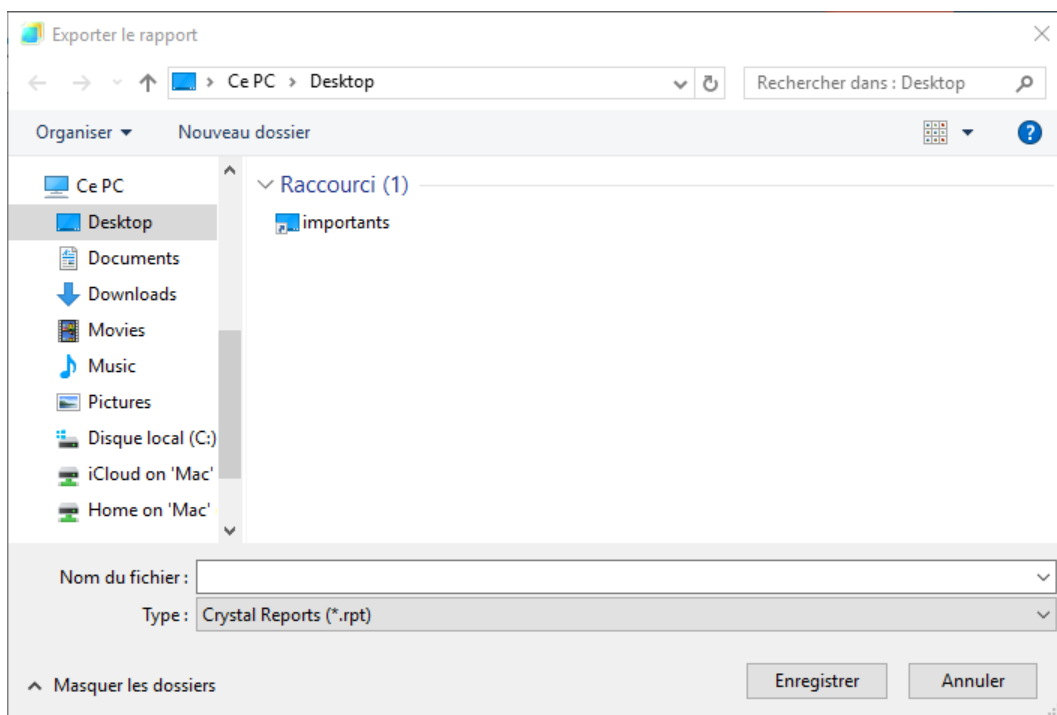 Exporter le rapport
Ce PC > Desktop
Rechercher dans : Desktop
Organiser
Nouveau dossier
Ce PC
Desktop
Documents
Downloads
Movies
Music
Pictures
Disque local (C:)
iCloud on 'Mac'
Home on 'Mac'
Raccourci (1)
importants
Nom du fichier :
Type : Crystal Reports (*.rpt)
Masquer les dossiers
Enregistrer
Annuler